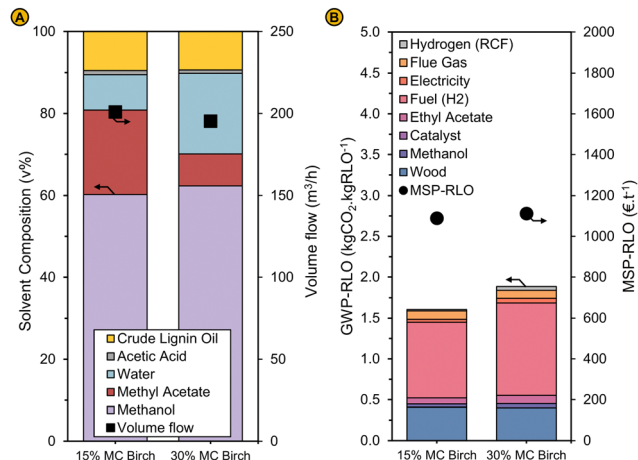 A
100
80
60
40
20
0
Solvent Composition (v%)
250
200
150
100
50
0
Volume flow (m³/h)
Crude Lignin Oil
Acetic Acid
Water
Methyl Acetate
Methanol
Volume flow
15% MC Birch
30% MC Birch
B
5.0
4.5
4.0
3.5
3.0
2.5
2.0
1.5
1.0
0.5
0.0
GWP-RLO (kgCO₂.kgRLO⁻¹)
2000
1800
1600
1400
1200
1000
800
600
400
200
0
MSP-RLO (€.t⁻¹)
Hydrogen (RCF)
Flue Gas
Electricity
Fuel (H2)
Ethyl Acetate
Catalyst
Methanol
Wood
MSP-RLO
15% MC Birch
30% MC Birch